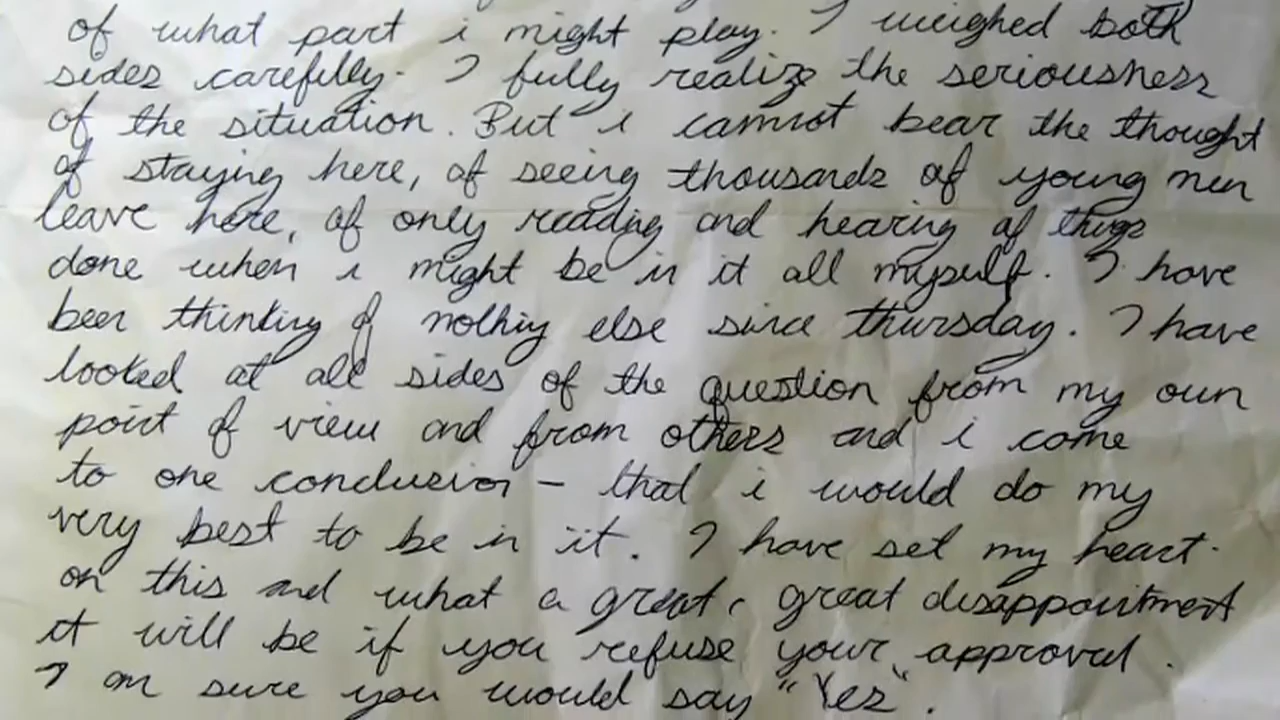 of what part i might play. I weighed both
sides carefully. I fully realize the seriousness
of the situation. But i cannot bear the thought
of staying here, of seeing thousands of young men
leave here, of only reading and hearing of things
done when i might be in it all myself. I have
been thinking of nothing else since thursday. I have
looked at all sides of the question from my own
point of view and from others and i come
to one conclusion - that i would do my
very best to be in it. I have set my heart
on this and what a great, great disappointment
it will be if you refuse your approval.
I am sure you would say "Yes".